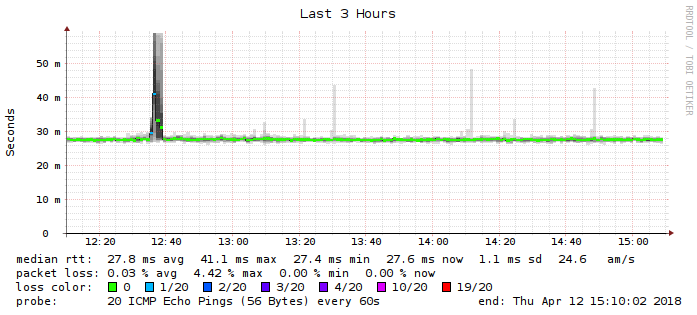 Last 3 Hours
RRDTOOL / TOBI OETIKER
Seconds
50 m
40 m
30 m
20 m
10 m
0
12:20 12:40 13:00 13:20 13:40 14:00 14:20 14:40 15:00
median rtt: 27.8 ms avg 41.1 ms max 27.4 ms min 27.6 ms now 1.1 ms sd 24.6 am/s
packet loss: 0.03 % avg 4.42 % max 0.00 % min 0.00 % now
loss color: 0 1/20 2/20 3/20 4/20 10/20 19/20
probe: 20 ICMP Echo Pings (56 Bytes) every 60s end: Thu Apr 12 15:10:02 2018